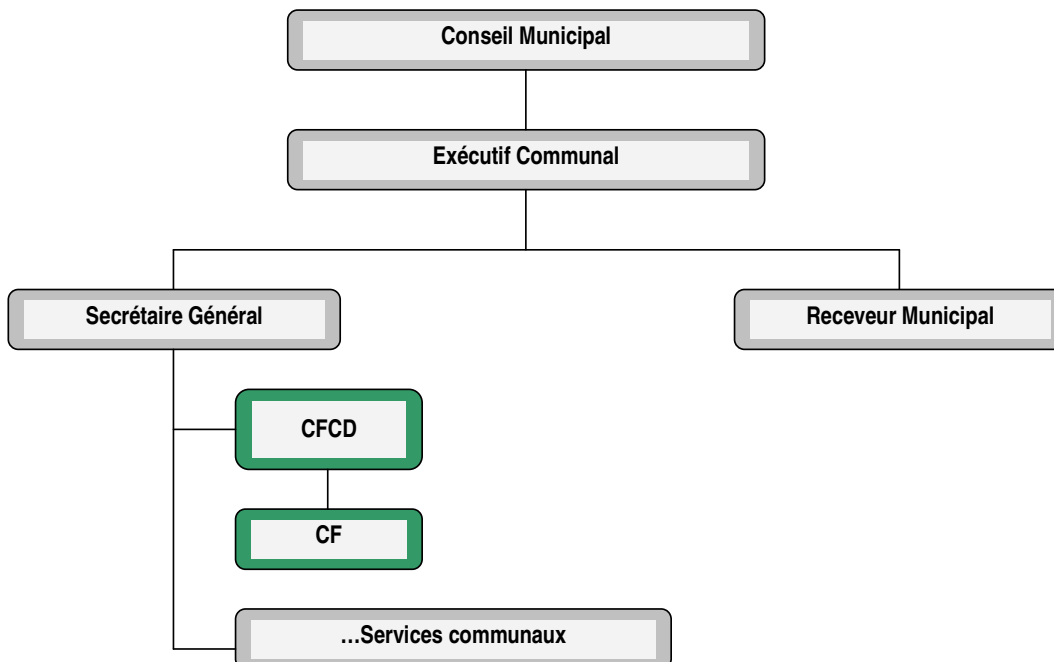 Conseil Municipal
Exécutif Communal
Secrétaire Général
Receveur Municipal
CFCD
CF
...Services communaux